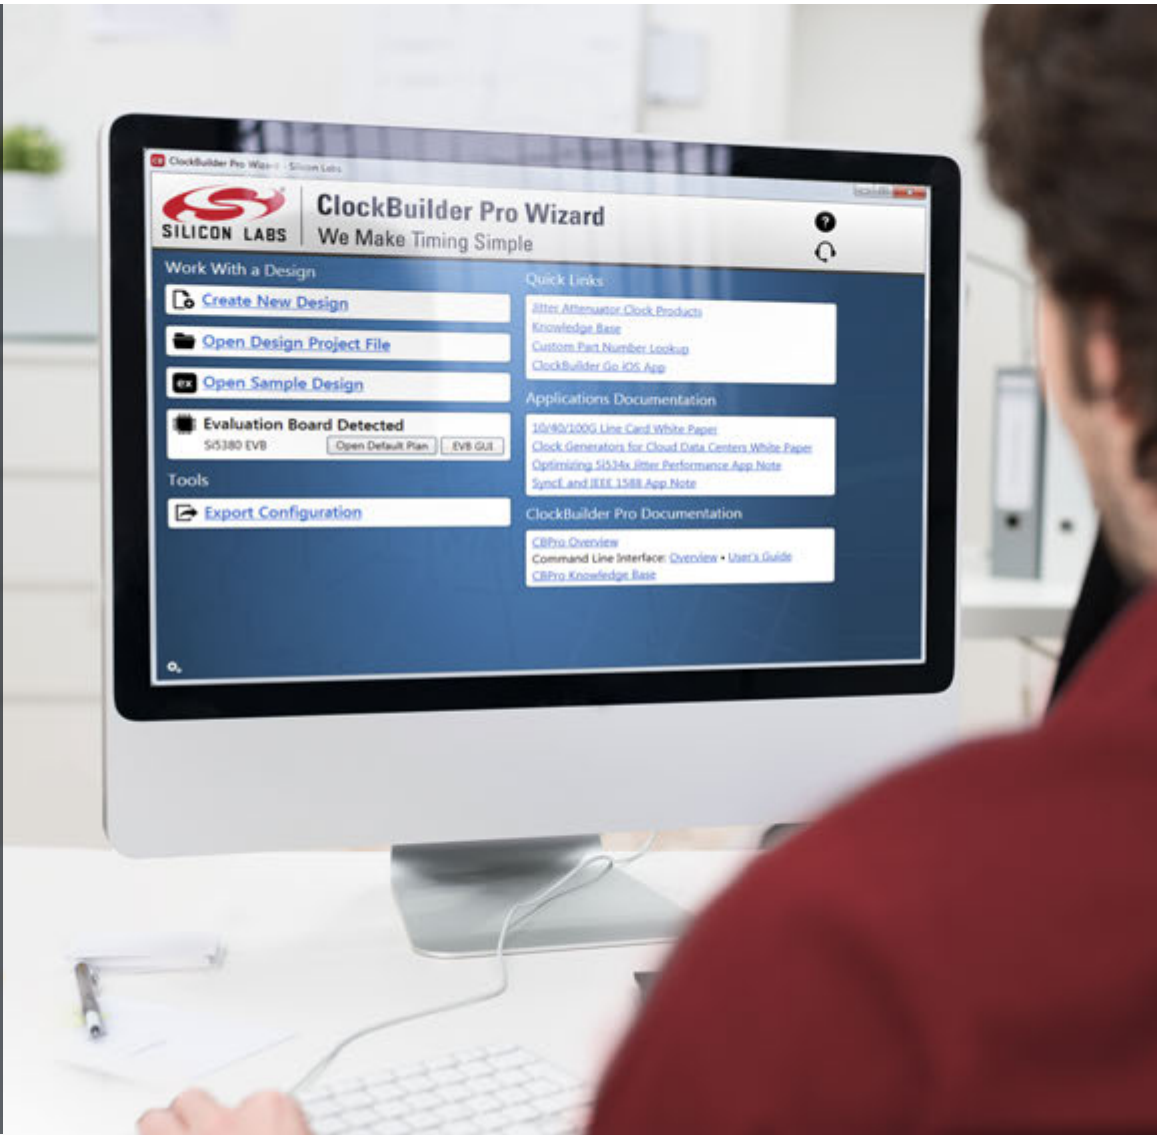 ClockBuilder Pro Wizard - Silicon Labs
SILICON LABS
ClockBuilder Pro Wizard
We Make Timing Simple
?
Work With a Design
Create New Design
Open Design Project File
ex Open Sample Design
Evaluation Board Detected
Si5380 EVB Open Default Plan EVB GUI
Tools
Export Configuration
Quick Links
Jitter Attenuator Clock Products
Knowledge Base
Custom Part Number Lookup
ClockBuilder Go iOS App
Applications Documentation
10/40/100G Line Card White Paper
Clock Generators for Cloud Data Centers White Paper
Optimizing Si534x Jitter Performance App Note
SyncE and IEEE 1588 App Note
ClockBuilder Pro Documentation
CBPro Overview
Command Line Interface: Overview • User's Guide
CBPro Knowledge Base